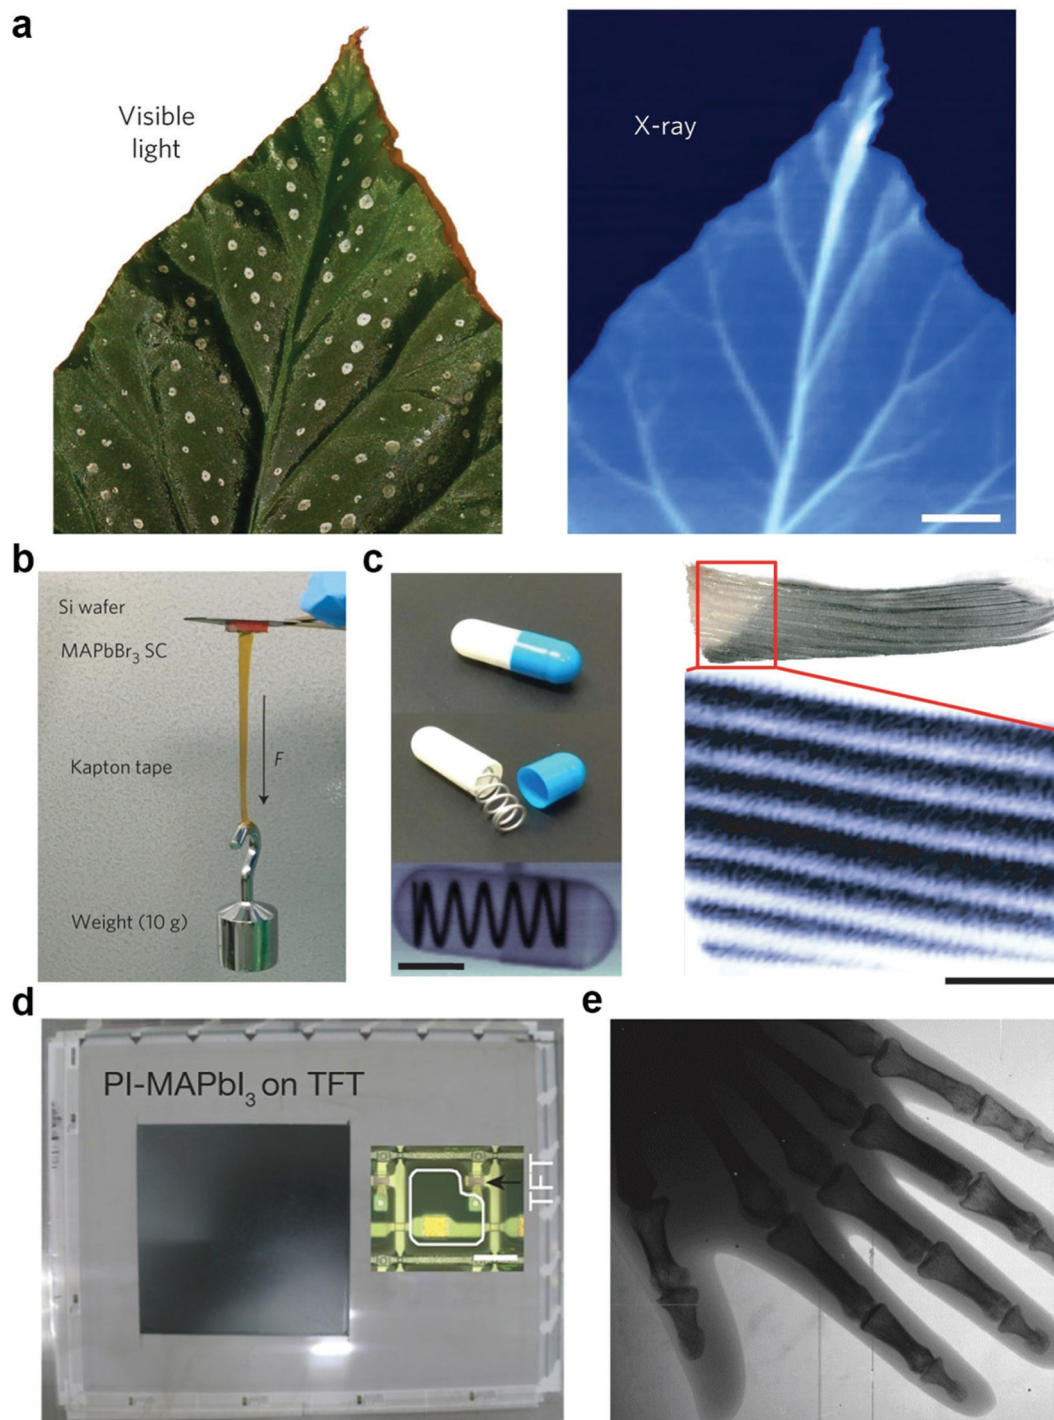 a
Visible
light
X-ray
b
Si wafer
MAPbBr₃ SC
Kapton tape
F
Weight (10 g)
c
d
PI-MAPbI₃ on TFT
TFT
e